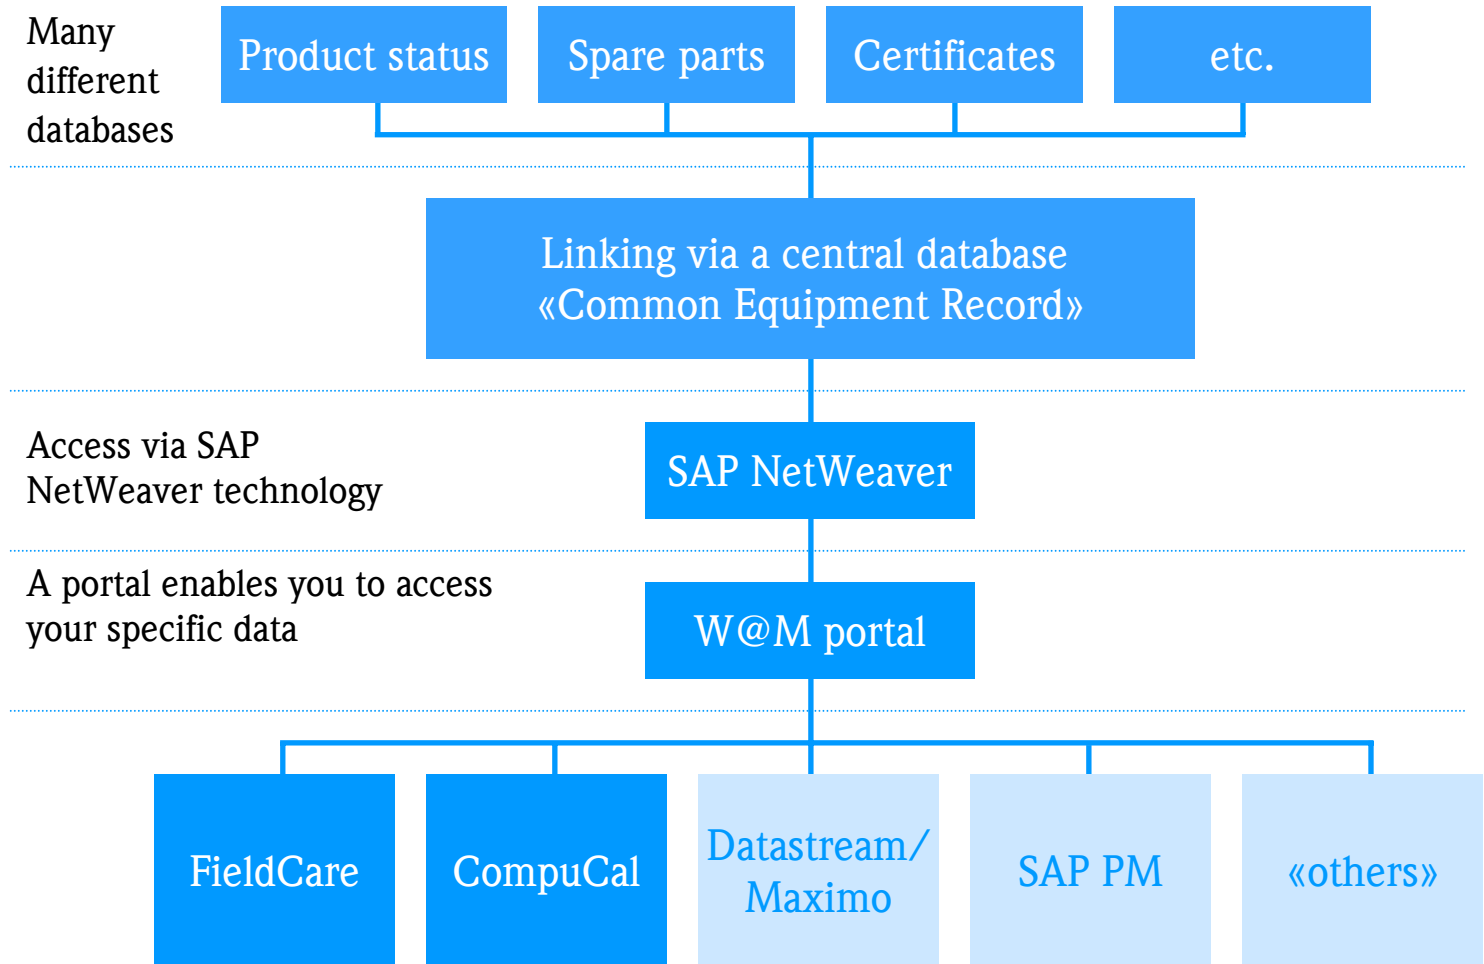 Many
different
databases
Product status
Spare parts
Certificates
etc.
Linking via a central database
«Common Equipment Record»
Access via SAP
NetWeaver technology
SAP NetWeaver
A portal enables you to access
your specific data
W@M portal
FieldCare
CompuCal
Datastream/
Maximo
SAP PM
«others»